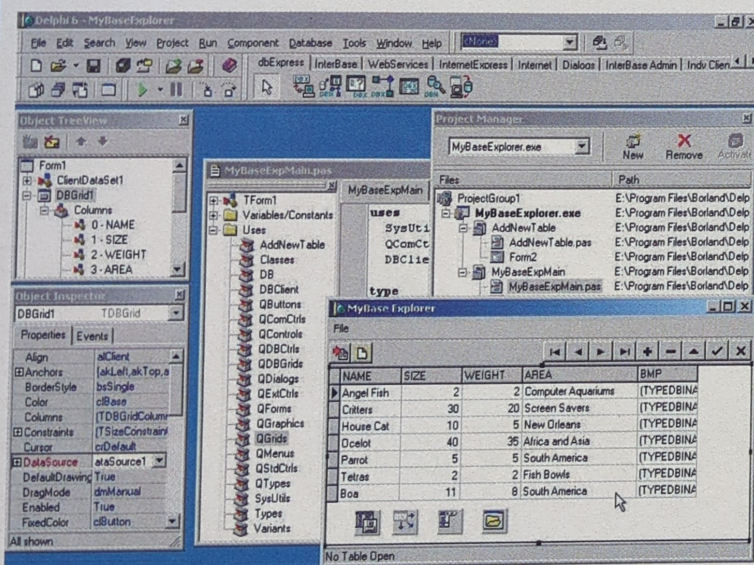 Delphi 6 - MyBaseExplorer
File Edit Search View Project Run Component Database Tools Window Help <None>
dbExpress InterBase WebServices InternetExpress Internet Dialogs InterBase Admin Indy Clien
Object TreeView
Form1
ClientDataSet1
DBGrid1
Columns
0 - NAME
1 - SIZE
2 - WEIGHT
3 - AREA
Object Inspector
DBGrid1 TDBGrid
Properties Events
Align alClient
Anchors [akLeft,akTop,a
BorderStyle bsSingle
Color clBase
Columns (TDBGridColumr
Constraints (TSizeConstraint
Cursor crDefault
DataSource ataSource1
DefaultDrawing True
DragMode dmManual
Enabled True
FixedColor clButton
All shown
MyBaseExpMain.pas
TForm1
Variables/Constants
Uses
AddNewTable
Classes
DB
DBClient
QButtons
QComCtrls
QControls
QDBCtrls
QDBGrids
QDialogs
QExtCtrls
QForms
QGraphics
QGrids
QMenus
QStdCtrls
QTypes
SysUtils
Types
Variants
MyBaseExpMain
uses
SysUti
QComCt
DBClie
type
Project Manager
MyBaseExplorer.exe New Remove Activate
Files Path
ProjectGroup1 E:\Program Files\Borland\Delp
MyBaseExplorer.exe E:\Program Files\Borland\Delp
AddNewTable E:\Program Files\Borland\Delp
AddNewTable.pas E:\Program Files\Borland\Delp
Form2 E:\Program Files\Borland\Delp
MyBaseExpMain E:\Program Files\Borland\Delp
MyBaseExpMain.pas E:\Program Files\Borland\Delp
MyBase Explorer
File
NAME SIZE WEIGHT AREA BMP
Angel Fish 2 2 Computer Aquariums (TYPEDBINA
Critters 30 20 Screen Savers (TYPEDBINA
House Cat 10 5 New Orleans (TYPEDBINA
Ocelot 40 35 Africa and Asia (TYPEDBINA
Parrot 5 5 South America (TYPEDBINA
Tetras 2 2 Fish Bowls (TYPEDBINA
Boa 11 8 South America (TYPEDBINA
No Table Open